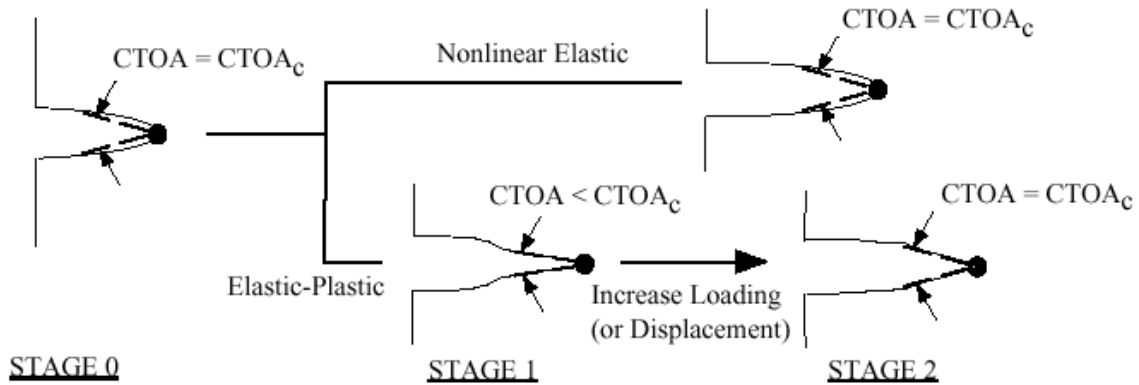 CTOA = CTOAc
Nonlinear Elastic
CTOA = CTOAc
CTOA < CTOAc
CTOA = CTOAc
Elastic-Plastic
Increase Loading
(or Displacement)
STAGE 0
STAGE 1
STAGE 2